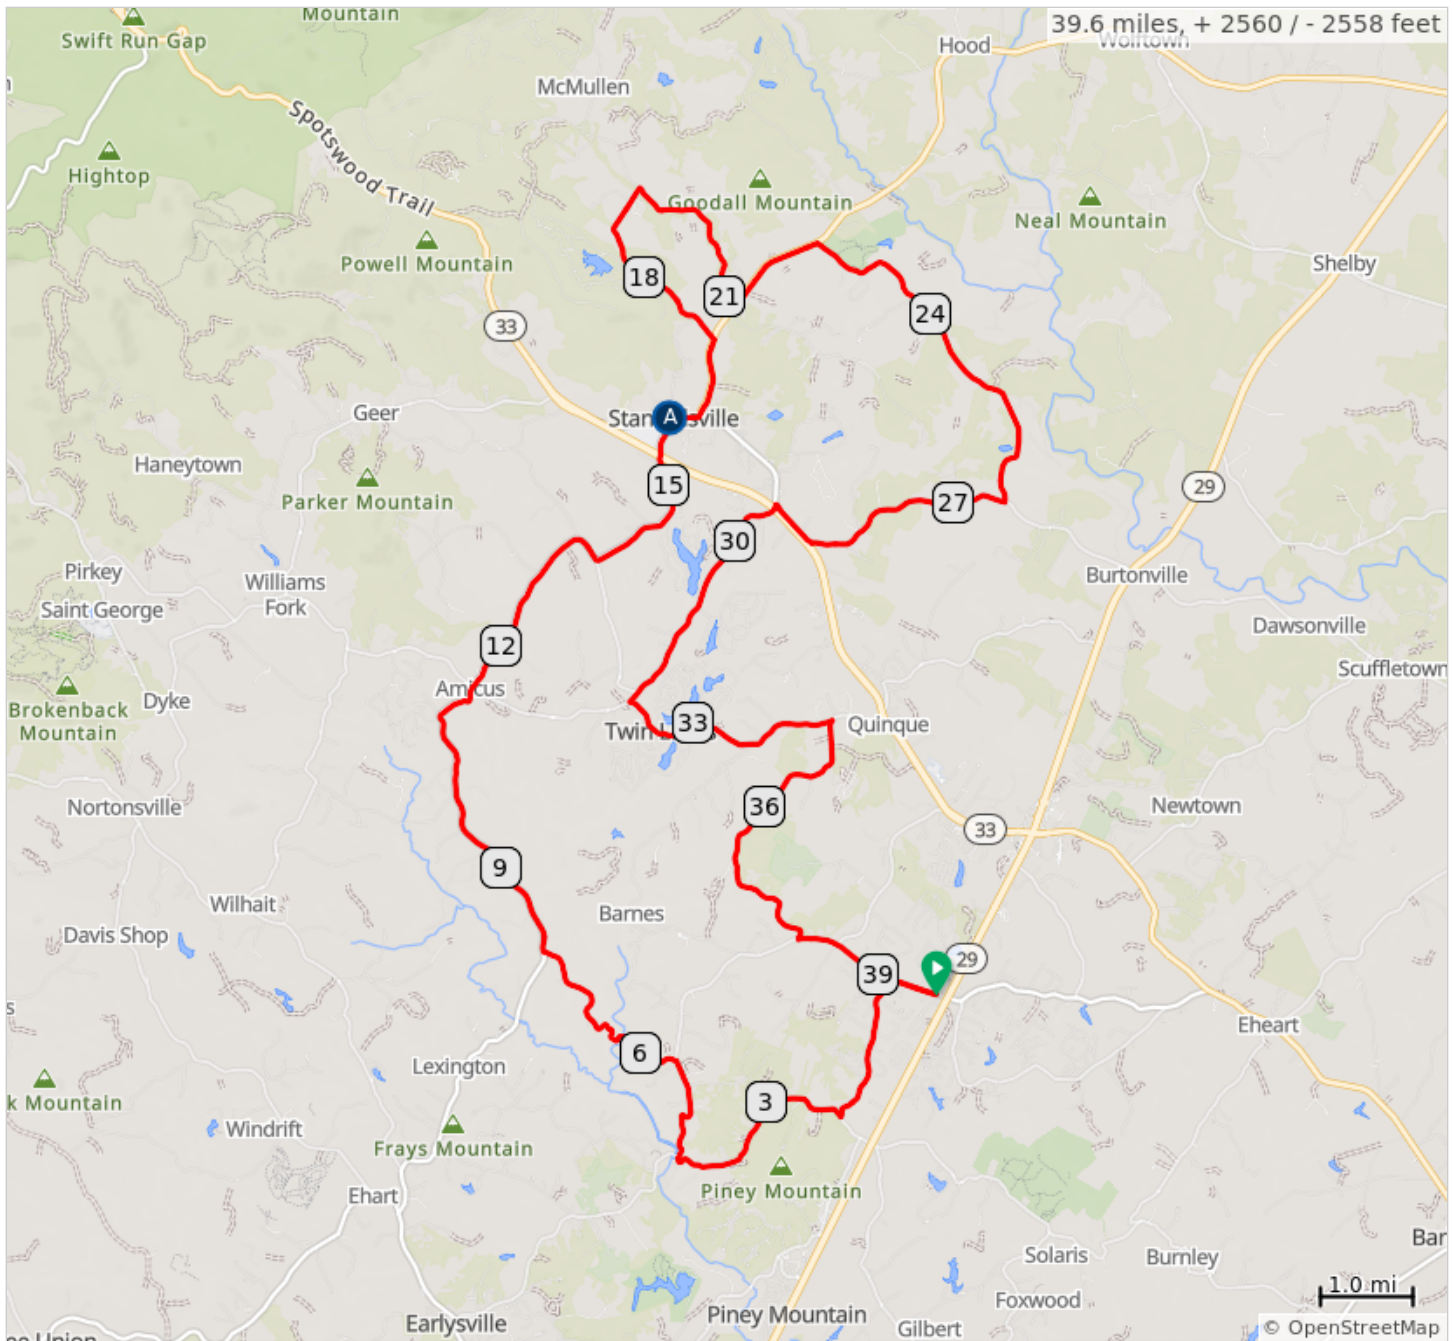 Mountain
39.6 miles, + 2560 / - 2558 feet
Swift Run Gap
Hood
Wolftown
McMullen
Spotswood Trail
Hightop
Goodall Mountain
Neal Mountain
Powell Mountain
Shelby
18
21
24
33
Geer
A
Haneytown
Parker Mountain
15
27
29
30
Pirkey
Williams
Fork
Burtonville
Saint George
Dawsonville
12
Scuffletown
Amicus
Dyke
Brokenback
Mountain
33
Quinque
Nortonsville
36
Newtown
33
9
Wilhait
Barnes
Davis Shop
29
39
s
Eheart
6
Lexington
3
k Mountain
Windrift
Frays Mountain
Piney Mountain
Ehart
Solaris
Burnley
Bar
1.0 mi
Foxwood
Piney Mountain
Earlysville
Gilbert
© OpenStreetMap